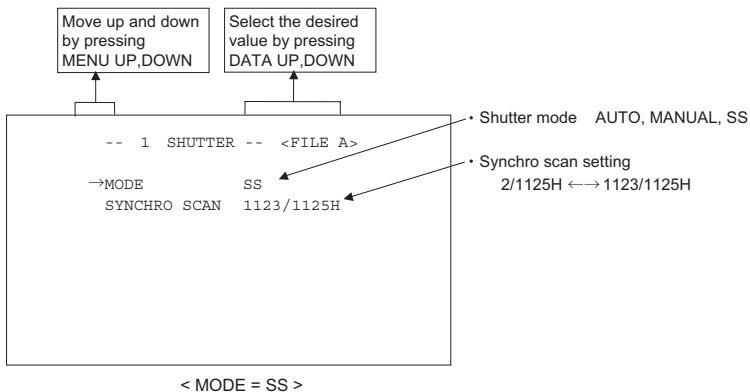 Move up and down
by pressing
MENU UP,DOWN
Select the desired
value by pressing
DATA UP,DOWN
-- 1 SHUTTER -- <FILE A>
→MODE SS
SYNCHRO SCAN 1123/1125H
・Shutter mode AUTO, MANUAL, SS
・Synchro scan setting
2/1125H ←→ 1123/1125H
< MODE = SS >